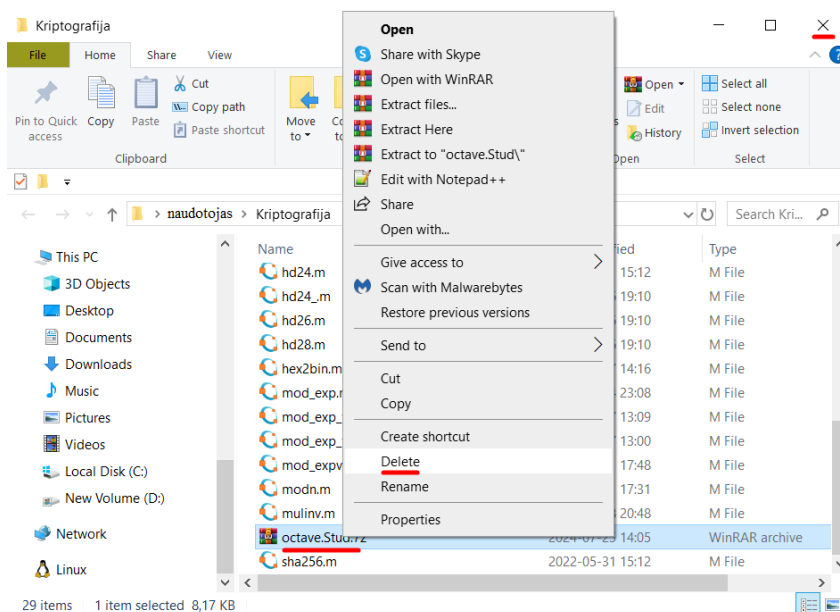 Kriptografija
File Home Share View
Pin to Quick access
Copy
Paste
Cut
Copy path
Paste shortcut
Clipboard
Move to
Open
Edit
History
Select all
Select none
Invert selection
Select
naudotojas > Kriptografija
Search Kri...
Open
Share with Skype
Open with WinRAR
Extract files...
Extract Here
Extract to "octave.Stud\"
Edit with Notepad++
Share
Open with...
Give access to
Scan with Malwarebytes
Restore previous versions
Send to
Cut
Copy
Create shortcut
Delete
Rename
Properties
This PC
3D Objects
Desktop
Documents
Downloads
Music
Pictures
Videos
Local Disk (C:)
New Volume (D:)
Network
Linux
Name Type
hd24.m 15:12 M File
hd24_.m 19:10 M File
hd26.m 19:10 M File
hd28.m 19:10 M File
hex2bin.m 14:16 M File
mod_exp. 23:08 M File
mod_exp_ 13:09 M File
mod_exp_ 13:00 M File
mod_expv 17:48 M File
modn.m 17:31 M File
mulinv.m 20:48 M File
octave.Stud.7z 14:05 WinRAR archive
sha256.m 2022-05-31 15:12 M File
29 items 1 item selected 8,17 KB